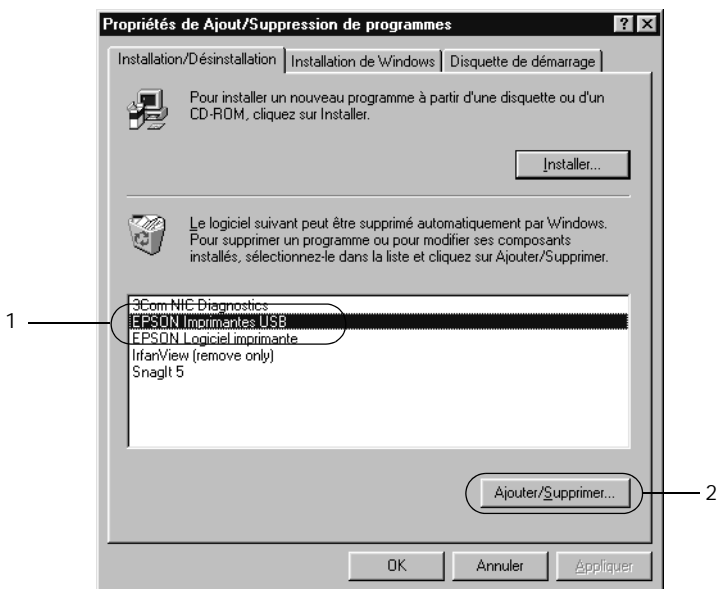 Propriétés de Ajout/Suppression de programmes
Installation/Désinstallation Installation de Windows Disquette de démarrage
Pour installer un nouveau programme à partir d'une disquette ou d'un
CD-ROM, cliquez sur Installer.
Installer...
Le logiciel suivant peut être supprimé automatiquement par Windows.
Pour supprimer un programme ou pour modifier ses composants
installés, sélectionnez-le dans la liste et cliquez sur Ajouter/Supprimer.
3Com NIC Diagnostics
1 EPSON Imprimantes USB
EPSON Logiciel imprimante
IrfanView (remove only)
SnagIt 5
Ajouter/Supprimer... 2
OK Annuler Appliquer